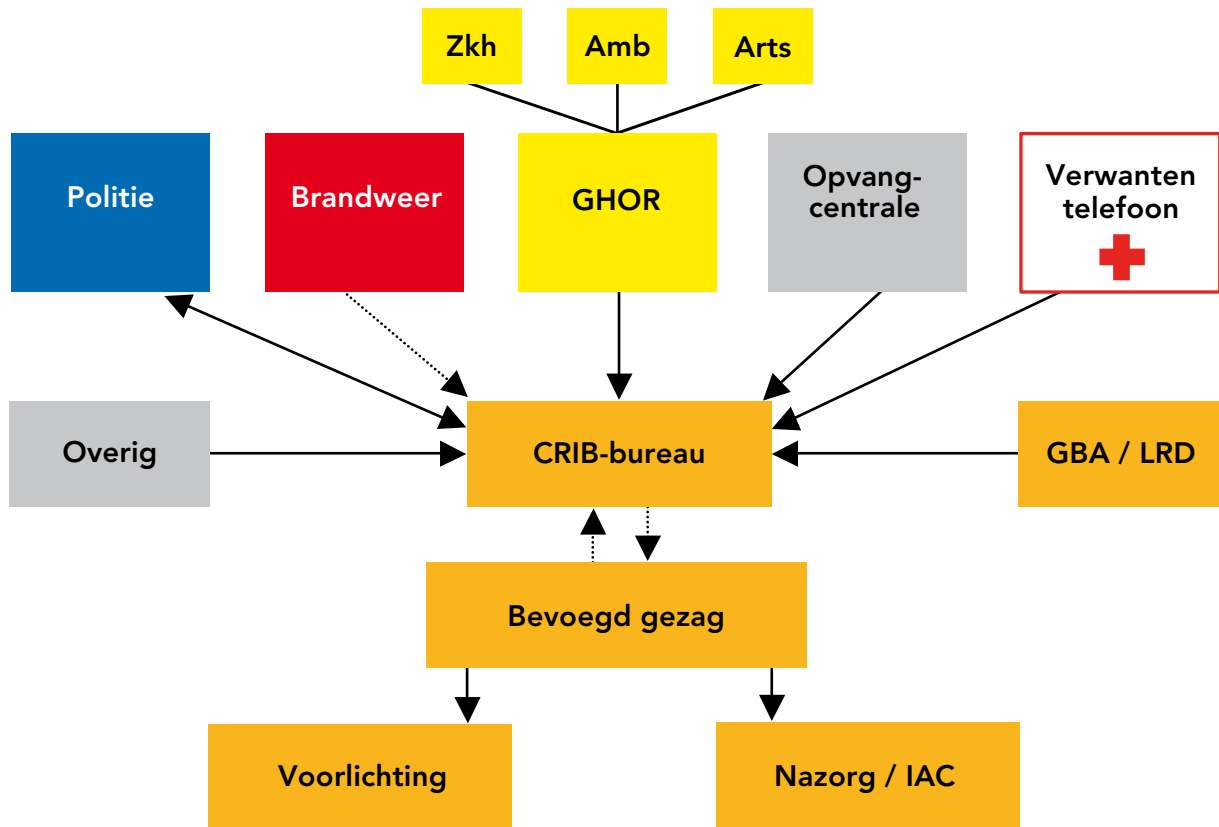 Zkh
Amb
Arts
Politie
Brandweer
GHOR
Opvang-
centrale
Verwanten
telefoon
Overig
CRIB-bureau
GBA / LRD
Bevoegd gezag
Voorlichting
Nazorg / IAC